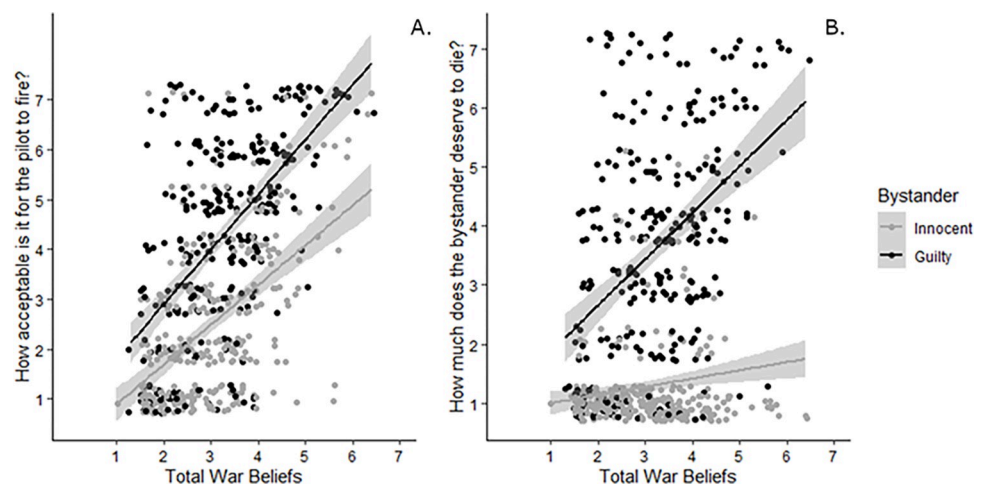 A.
How acceptable is it for the pilot to fire?
7
6
5
4
3
2
1
1 2 3 4 5 6 7
Total War Beliefs
B.
How much does the bystander deserve to die?
7
6
5
4
3
2
1
1 2 3 4 5 6 7
Total War Beliefs
Bystander
Innocent
Guilty